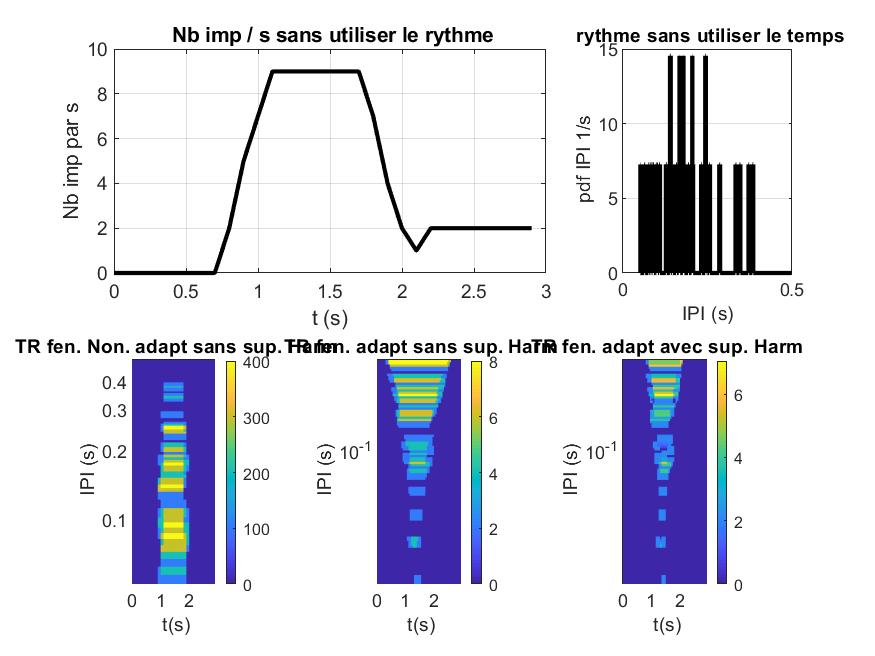 Nb imp / s sans utiliser le rythme
rythme sans utiliser le temps
Nb imp par s
10
8
6
4
2
0
0 0.5 1 1.5 2 2.5 3
t (s)
pdf IPI 1/s
15
10
5
0
0 0.5
IPI (s)
TR fen. Non. adapt sans sup. Harm
TR fen. adapt sans sup. Harm
TR fen. adapt avec sup. Harm
IPI (s)
0.4
0.3
0.2
0.1
0 1 2
t(s)
400
300
200
100
0
IPI (s)
10-1
0 1 2
t(s)
8
6
4
2
0
IPI (s)
10-1
0 1 2
t(s)
6
4
2
0